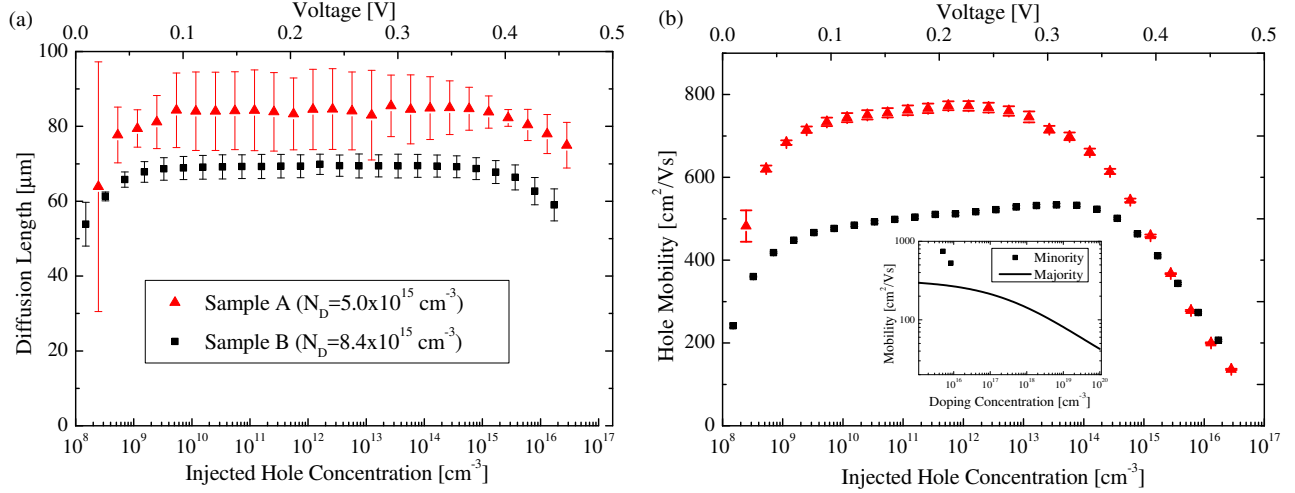 (a)
Voltage [V]
0.0 0.1 0.2 0.3 0.4 0.5
100
80
60
40
20
0
Diffusion Length [µm]
Sample A (N_D=5.0x10^15 cm^-3)
Sample B (N_D=8.4x10^15 cm^-3)
10^8 10^9 10^10 10^11 10^12 10^13 10^14 10^15 10^16 10^17
Injected Hole Concentration [cm^-3]
(b)
Voltage [V]
0.0 0.1 0.2 0.3 0.4 0.5
800
600
400
200
0
Hole Mobility [cm^2/Vs]
1000
100
Mobility [cm^2/Vs]
Minority
Majority
10^16 10^17 10^18 10^19 10^20
Doping Concentration [cm^-3]
10^8 10^9 10^10 10^11 10^12 10^13 10^14 10^15 10^16 10^17
Injected Hole Concentration [cm^-3]